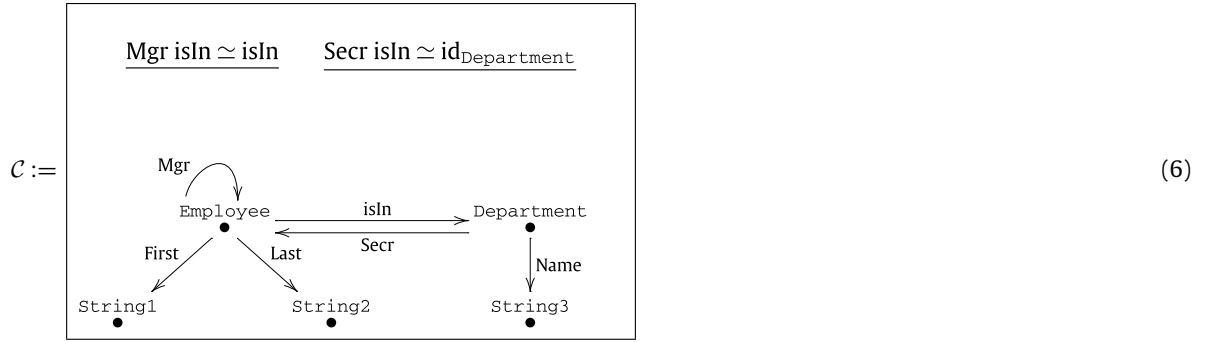 Mgr isIn ≃ isIn Secr isIn ≃ id_Department
𝒞 := (6)
Mgr
Employee isIn Department
Secr
First Last Name
String1 String2 String3